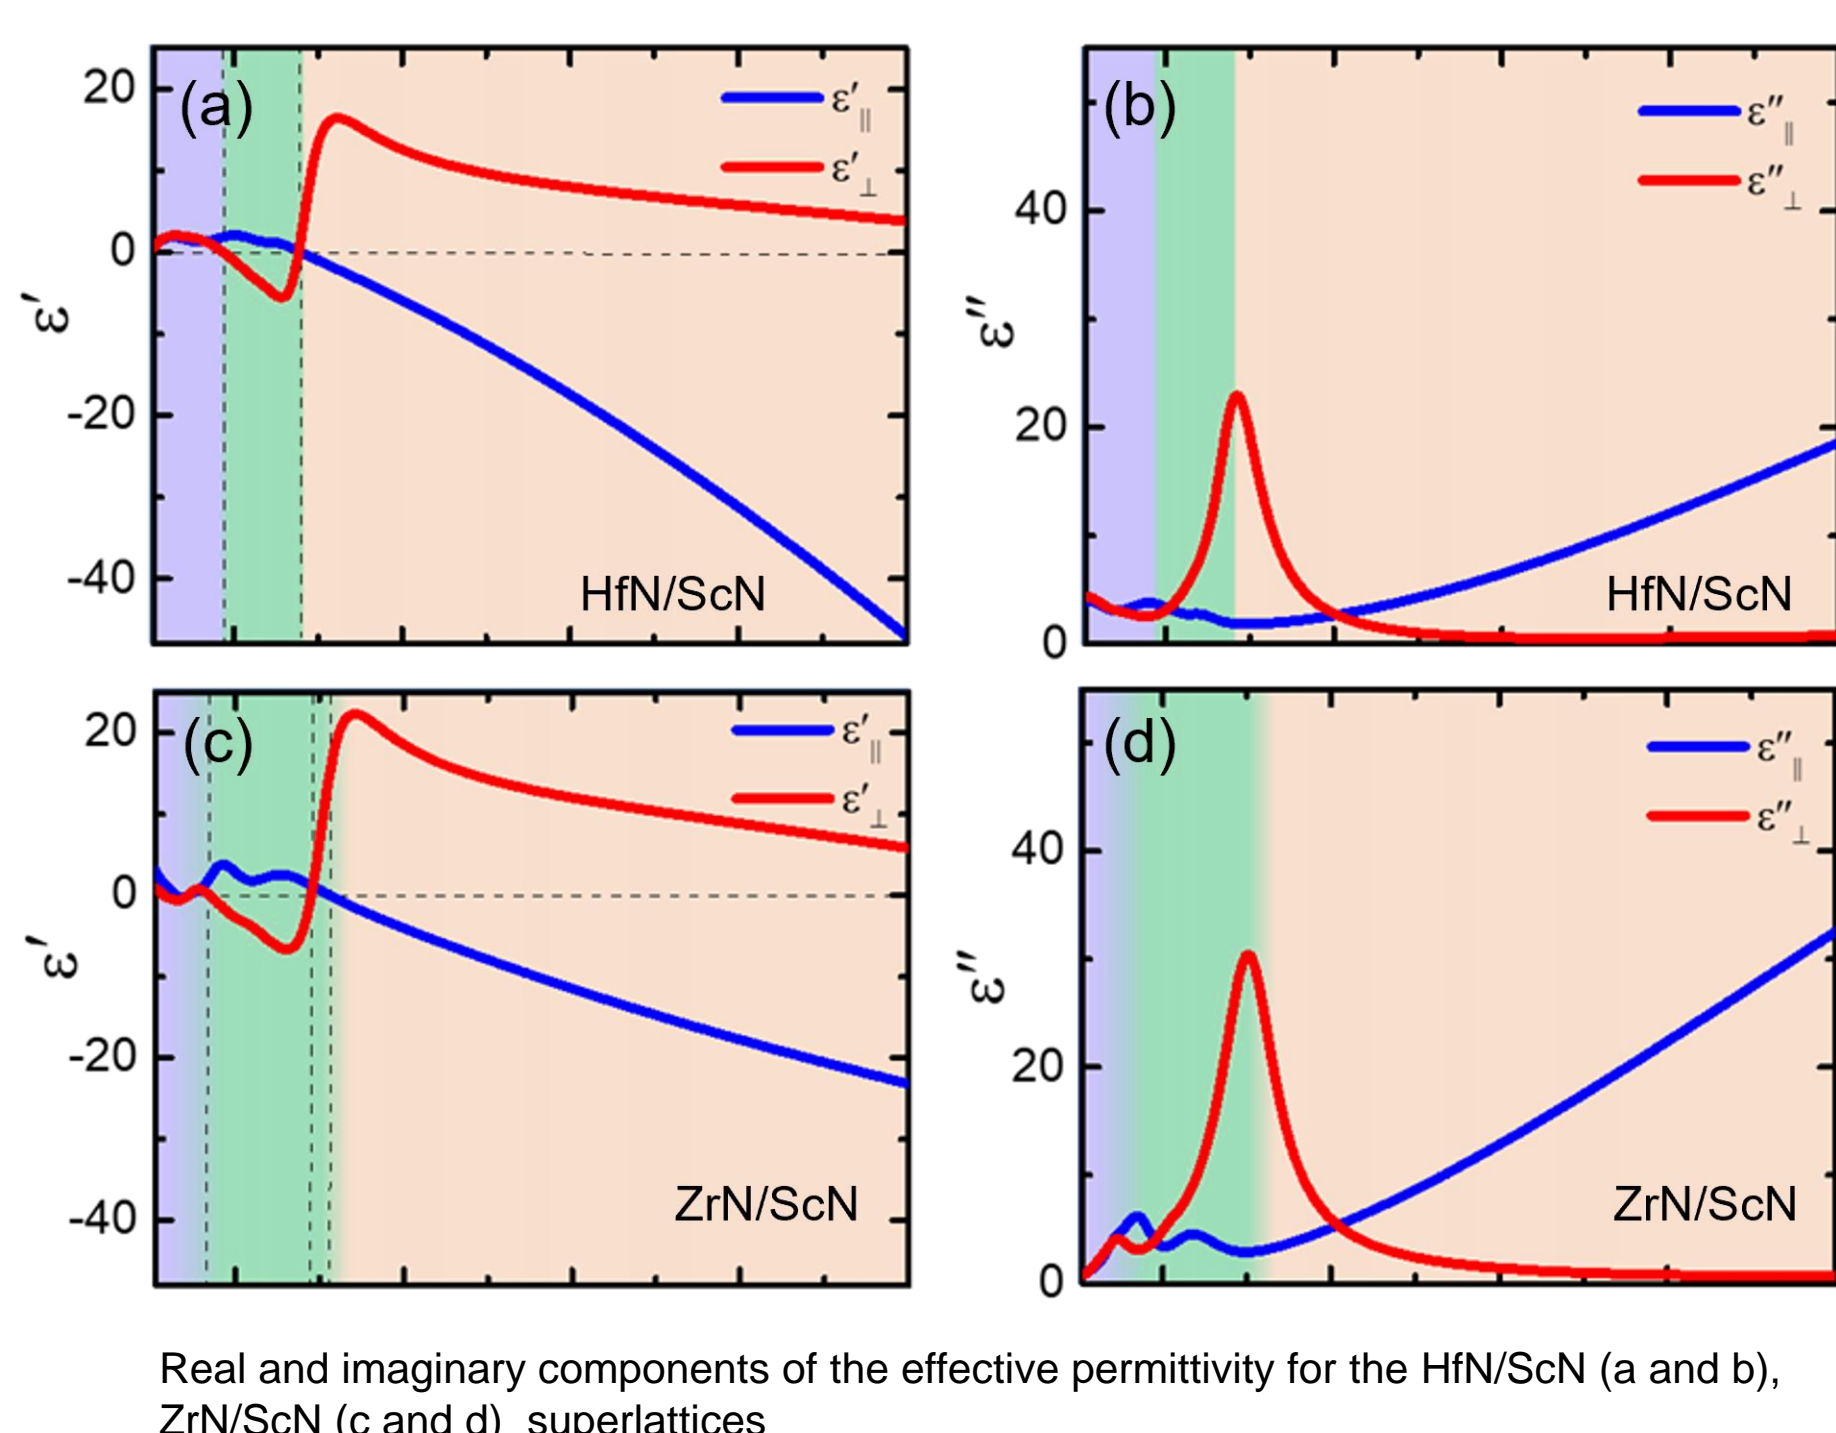 (a)
20
0
-20
-40
ε′
ε′∥
ε′⊥
HfN/ScN
(b)
40
20
0
ε″
ε″∥
ε″⊥
HfN/ScN
(c)
20
0
-20
-40
ε′
ε′∥
ε′⊥
ZrN/ScN
(d)
40
20
0
ε″
ε″∥
ε″⊥
ZrN/ScN
Real and imaginary components of the effective permittivity for the HfN/ScN (a and b),
ZrN/ScN (c and d) superlattices